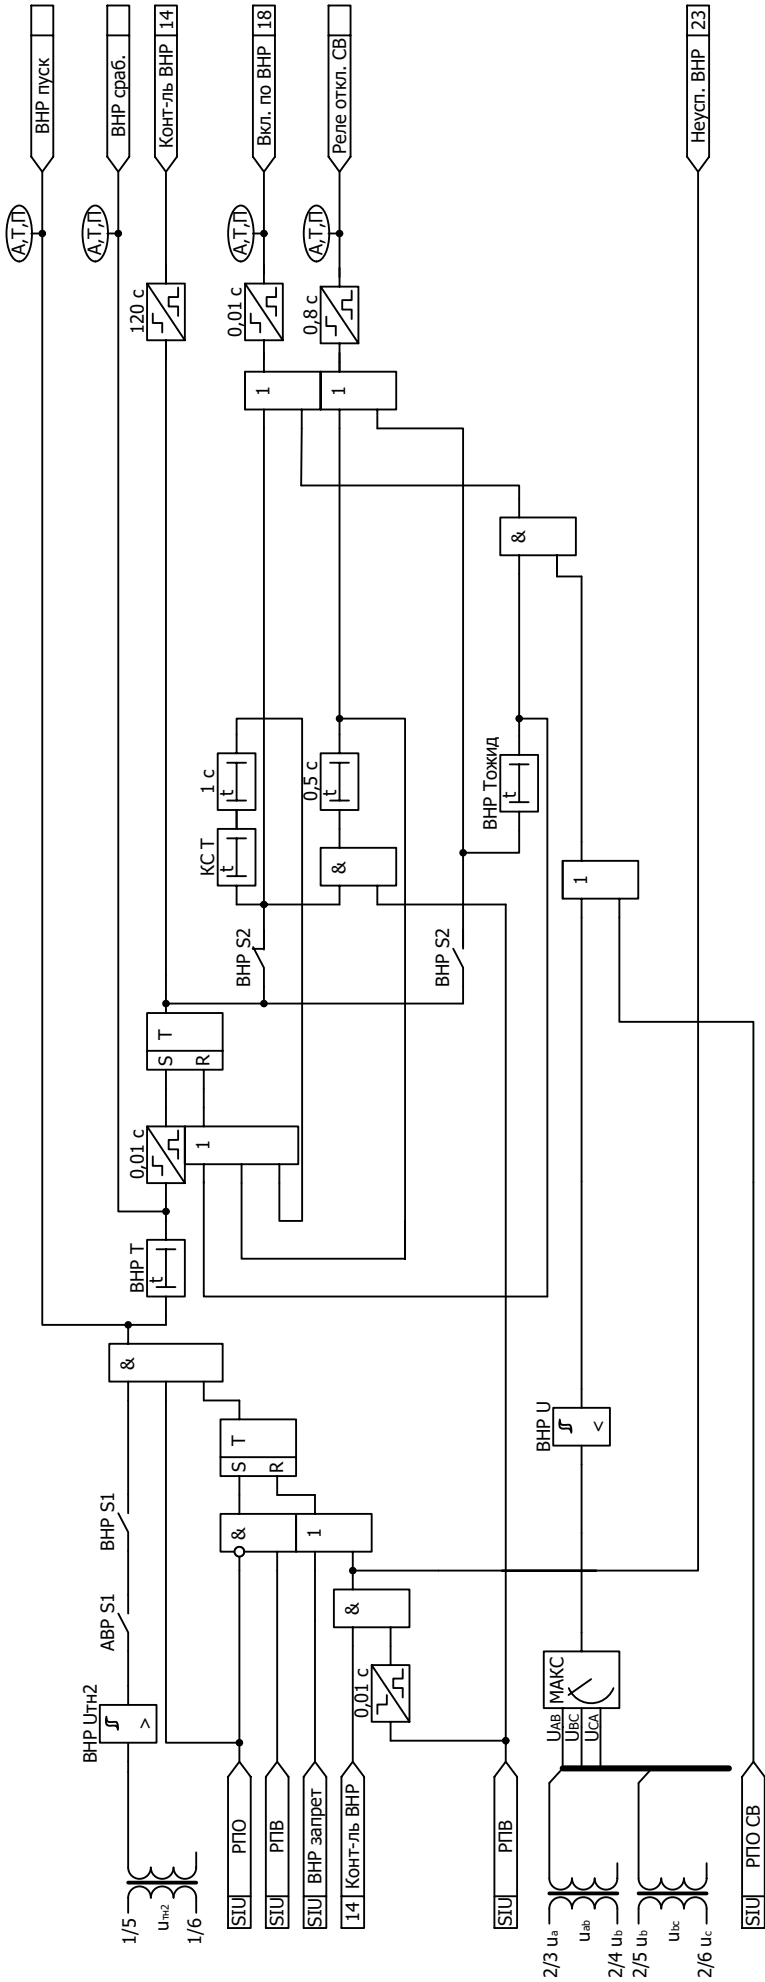 ВНР пуск
ВНР сраб.
Конт-ль ВНР 14
Вкл. по ВНР 18
Реле откл. СВ
Неусп. ВНР 23
А,Т,П
А,Т,П
А,Т,П
А,Т,П
120 с
0,01 с
0,8 с
1
1
&
1 с
t
КС Т
t
0,5 с
t
&
ВНР Тожид
t
1
ВНР S2
ВНР S2
S T
R
0,01 с
1
ВНР Т
t
&
S T
R
ВНР U
<
ВНР S1
&
1
АВР S1
&
0,01 с
ВНР Uтн2
>
МАКС
UAB
UBC
UCA
SIU РПО
SIU РПВ
SIU ВНР запрет
14 Конт-ль ВНР
SIU РПВ
SIU РПО СВ
1/5
uтн2
1/6
2/3 ua
uab
2/4 ub
2/5 ub
ubc
2/6 uc